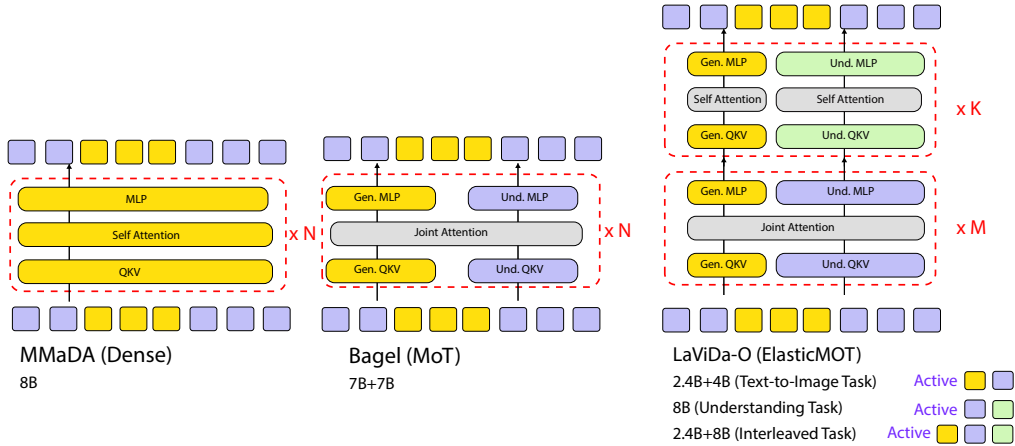 MLP
Self Attention
QKV
x N
MMaDA (Dense)
8B
Gen. MLP
Und. MLP
Joint Attention
Gen. QKV
Und. QKV
x N
Bagel (MoT)
7B+7B
Gen. MLP
Und. MLP
Self Attention
Self Attention
Gen. QKV
Und. QKV
x K
Gen. MLP
Und. MLP
Joint Attention
Gen. QKV
Und. QKV
x M
LaViDa-O (ElasticMOT)
2.4B+4B (Text-to-Image Task) Active
8B (Understanding Task) Active
2.4B+8B (Interleaved Task) Active